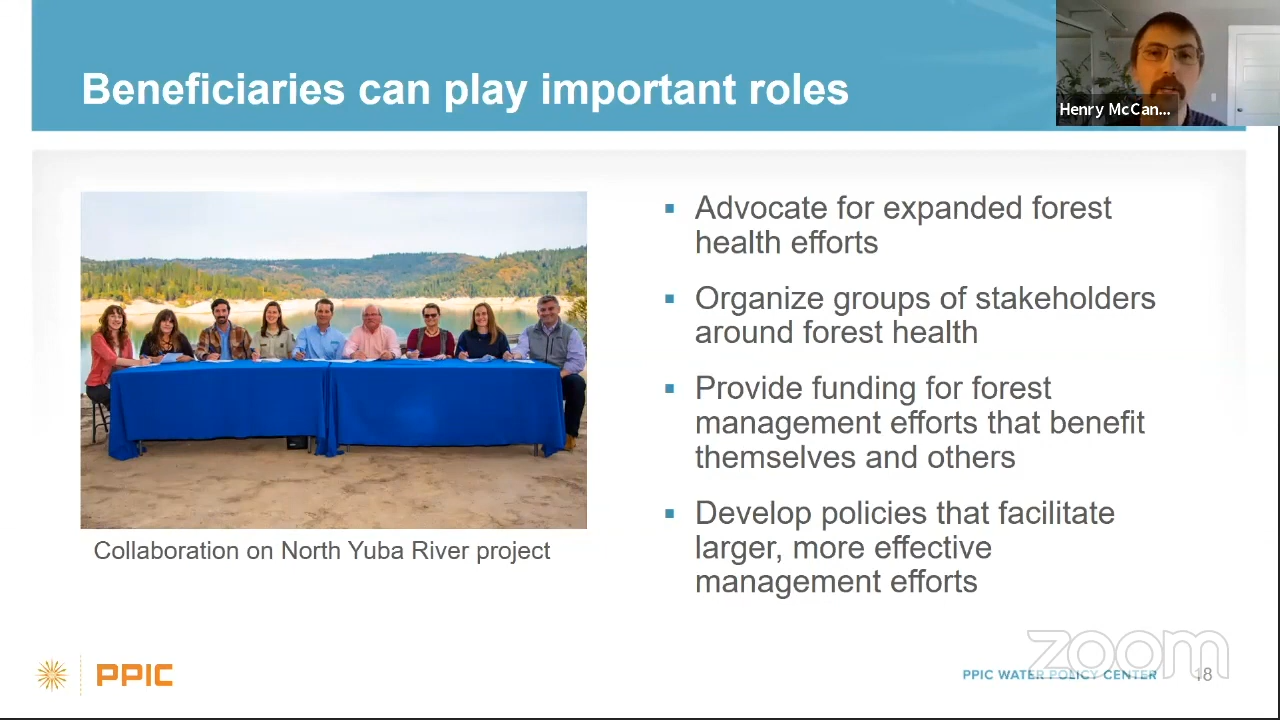 Beneficiaries can play important roles
Henry McCan...
Advocate for expanded forest
health efforts
Organize groups of stakeholders
around forest health
Provide funding for forest
management efforts that benefit
themselves and others
Develop policies that facilitate
larger, more effective
management efforts
Collaboration on North Yuba River project
PPIC
PPIC WATER POLICY CENTER
18
zoom